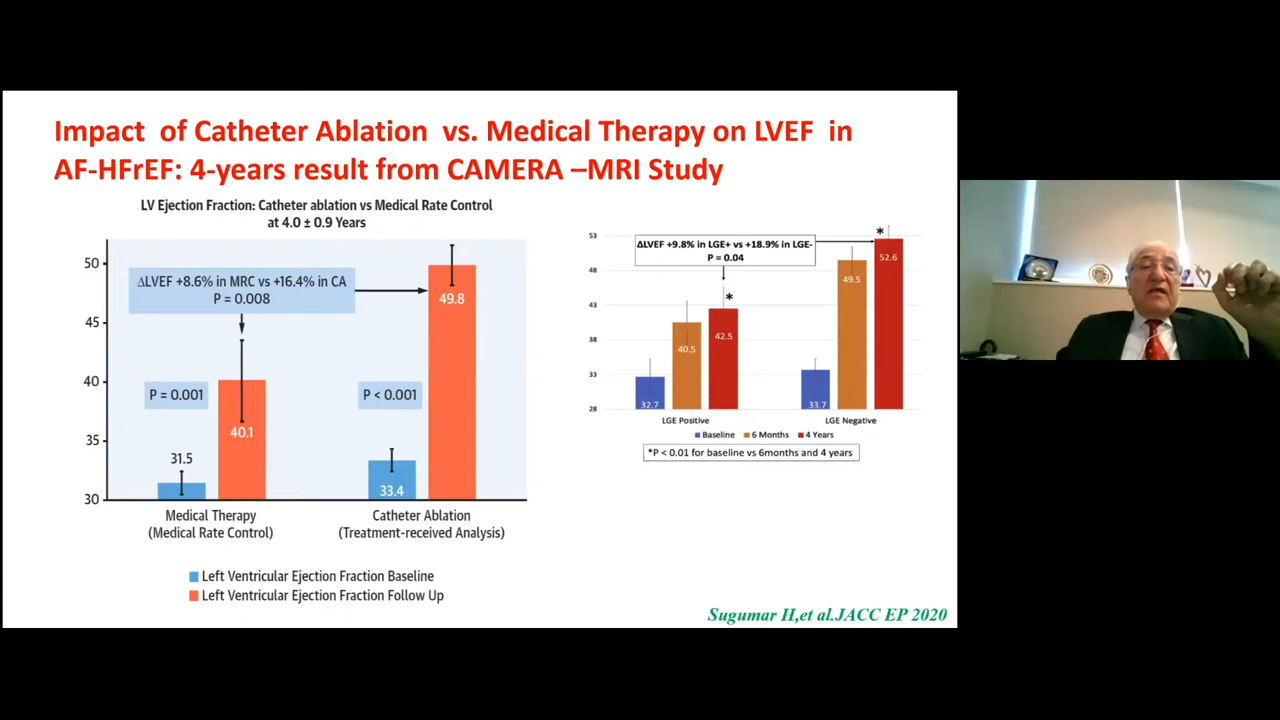 Impact of Catheter Ablation vs. Medical Therapy on LVEF in
AF-HFrEF: 4-years result from CAMERA –MRI Study
LV Ejection Fraction: Catheter ablation vs Medical Rate Control
at 4.0 ± 0.9 Years
50
45
40
35
30
ΔLVEF +8.6% in MRC vs +16.4% in CA
P = 0.008
P = 0.001
P < 0.001
31.5
40.1
33.4
49.8
Medical Therapy
(Medical Rate Control)
Catheter Ablation
(Treatment-received Analysis)
Left Ventricular Ejection Fraction Baseline
Left Ventricular Ejection Fraction Follow Up
53
48
43
38
33
28
ΔLVEF +9.8% in LGE+ vs +18.9% in LGE-
P = 0.04
*
*
32.7
40.5
42.5
33.7
49.5
52.6
LGE Positive
LGE Negative
Baseline 6 Months 4 Years
*P < 0.01 for baseline vs 6months and 4 years
Sugumar H,et al.JACC EP 2020